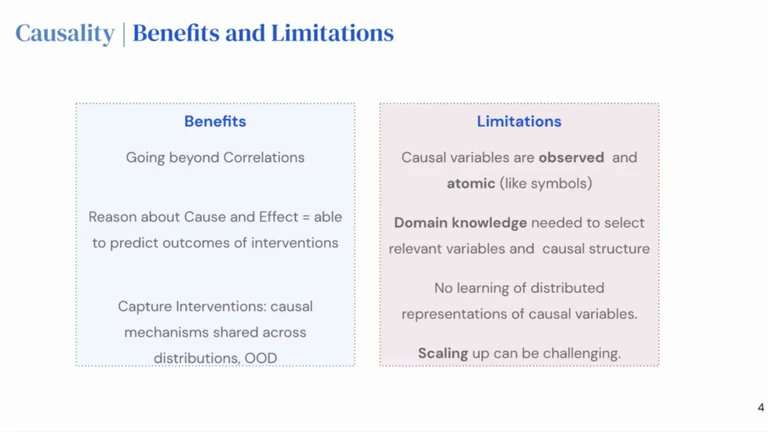 Causality | Benefits and Limitations
Benefits
Going beyond Correlations
Reason about Cause and Effect = able
to predict outcomes of interventions
Capture Interventions: causal
mechanisms shared across
distributions, OOD
Limitations
Causal variables are observed and
atomic (like symbols)
Domain knowledge needed to select
relevant variables and causal structure
No learning of distributed
representations of causal variables.
Scaling up can be challenging.
4